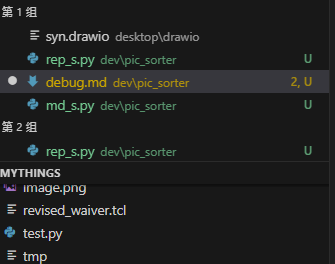 第 1 组
syn.drawio desktop\drawio
rep_s.py dev\pic_sorter U
debug.md dev\pic_sorter 2, U
md_s.py dev\pic_sorter U
第 2 组
rep_s.py dev\pic_sorter U
MYTHINGS
image.png
revised_waiver.tcl
test.py
tmp